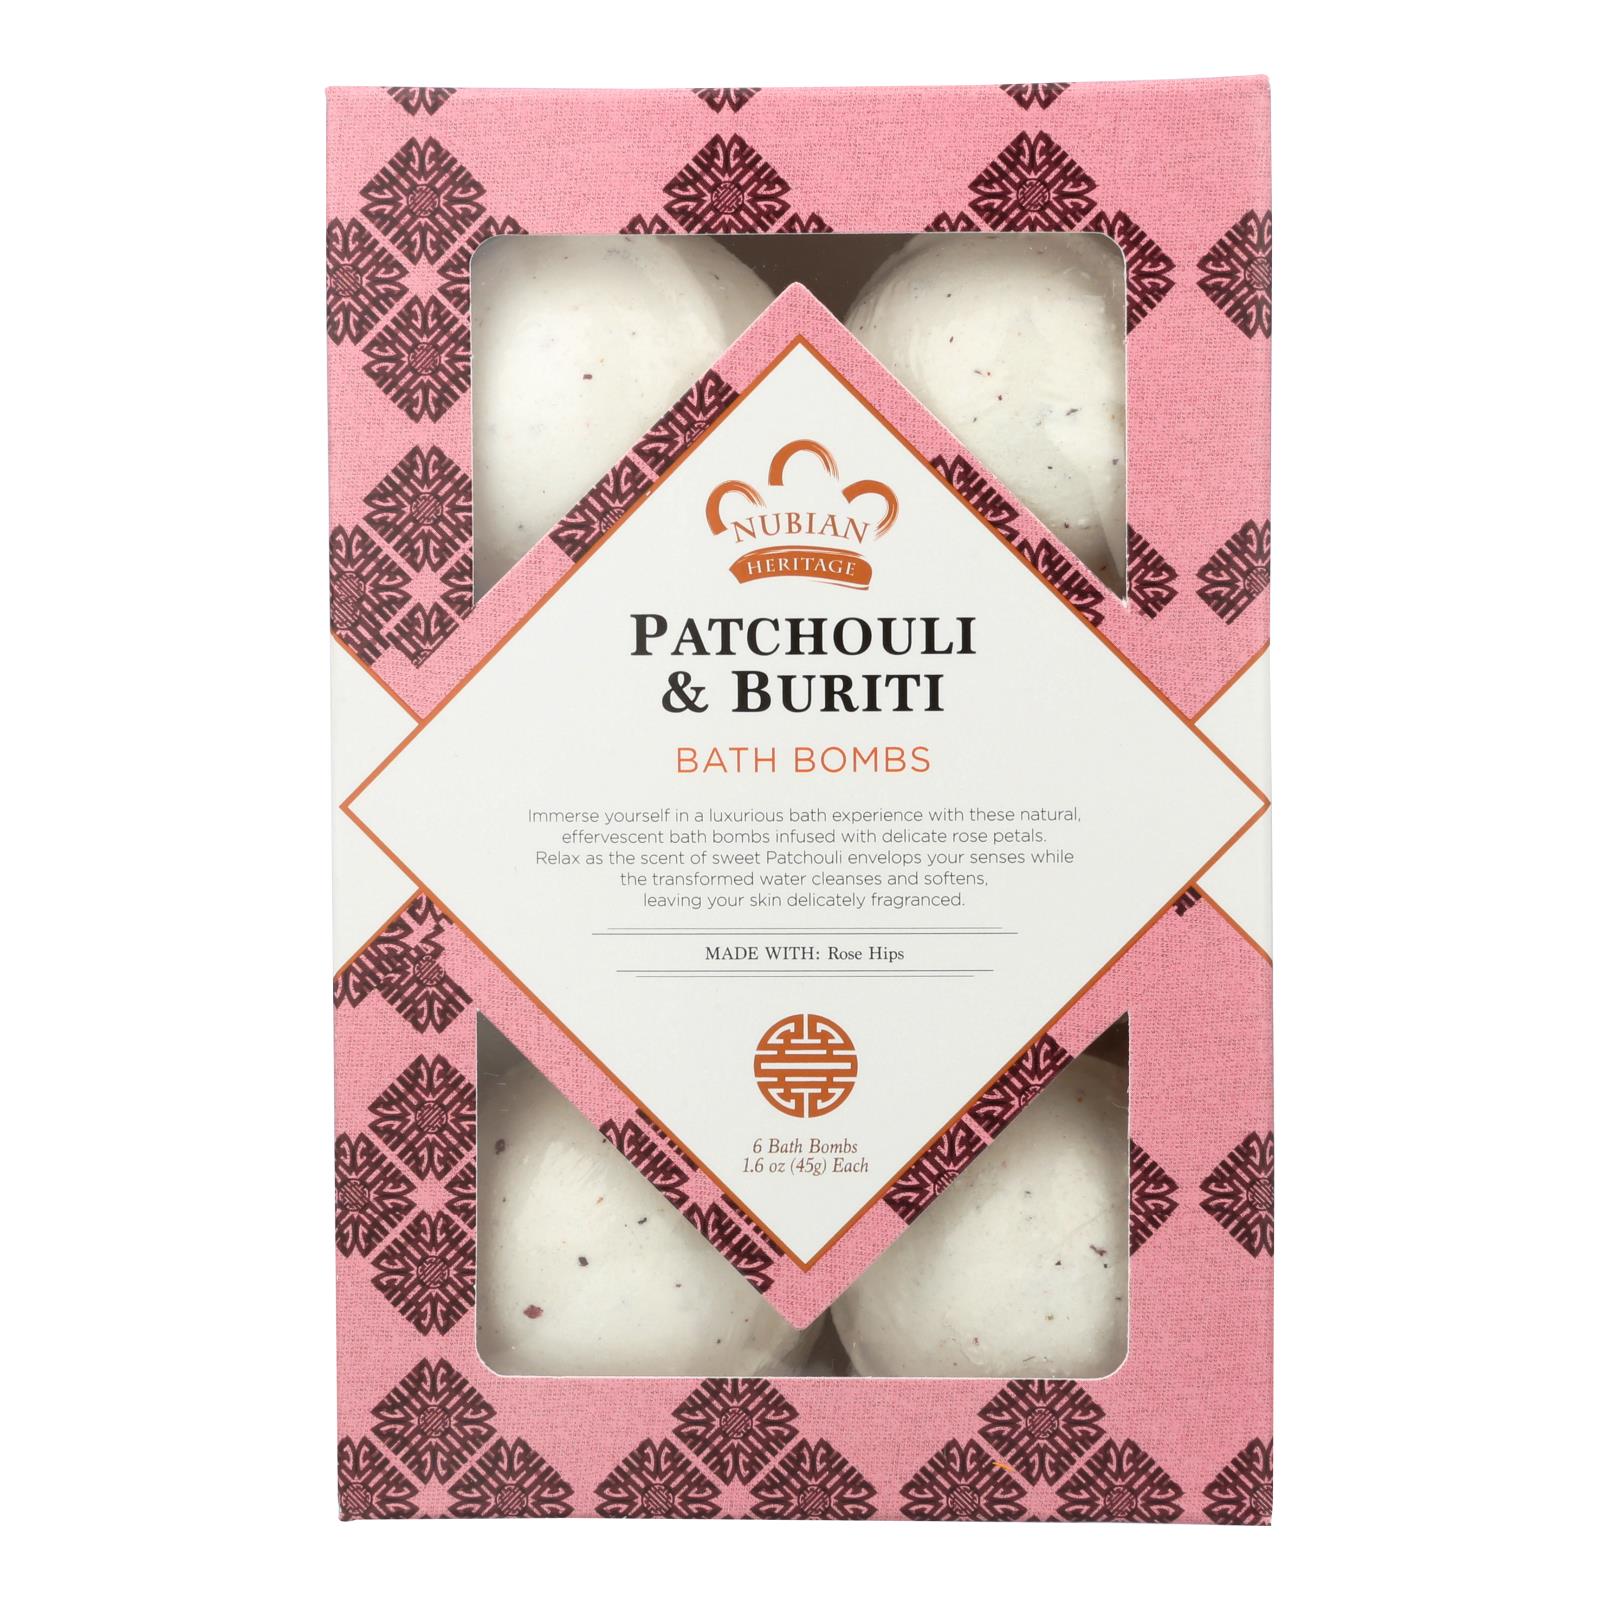 NUBIAN
HERITAGE
PATCHOULI
& BURITI
BATH BOMBS
Immerse yourself in a luxurious bath experience with these natural,
effervescent bath bombs infused with delicate rose petals.
Relax as the scent of sweet Patchouli envelops your senses while
the transformed water cleanses and softens,
leaving your skin delicately fragranced.
MADE WITH: Rose Hips
6 Bath Bombs
1.6 oz (45g) Each